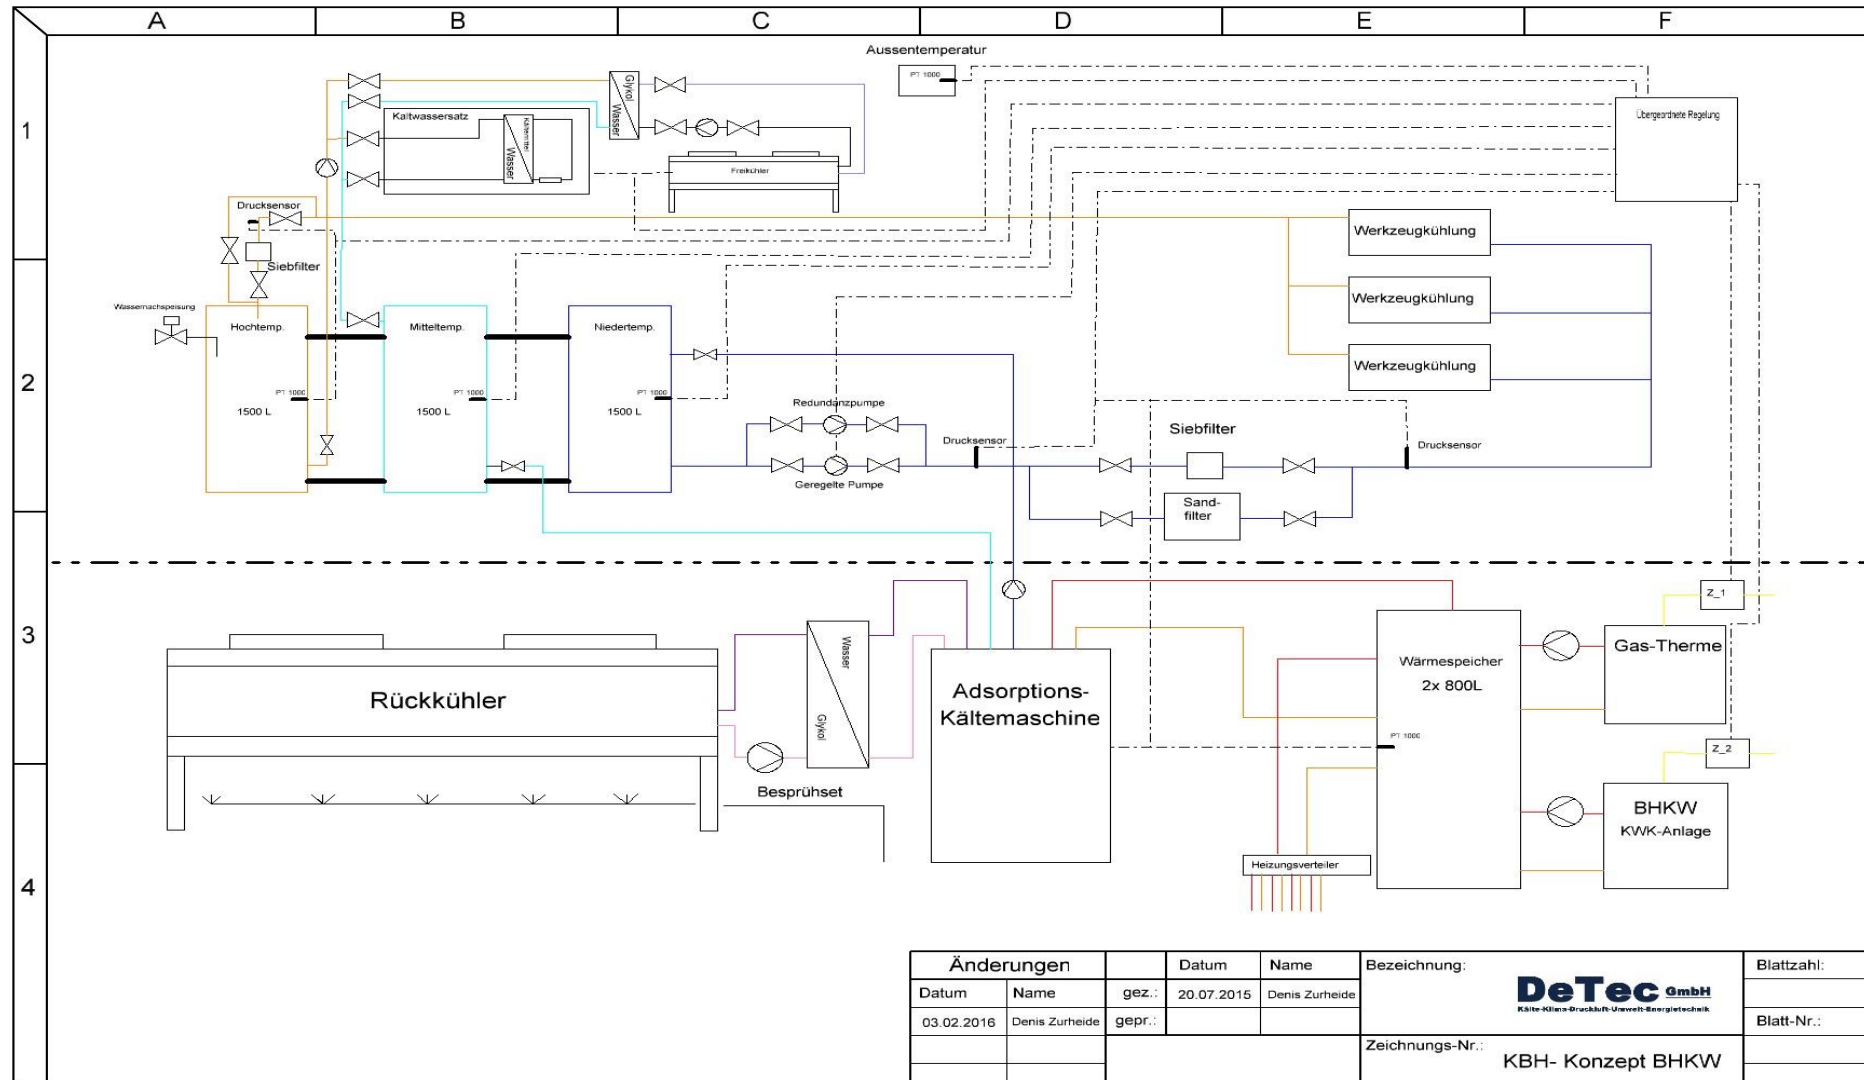 A B C D E F
1
2
3
4
Aussentemperatur
PT 1000
Übergeordnete Regelung
Glykol
Wasser
Kaltwassersatz
Kältemittel
Wasser
Freikühler
Drucksensor
Siebfilter
Wassernachspeisung
Hochtemp.
PT 1000
1500 L
Mitteltemp.
PT 1000
1500 L
Niedertemp.
PT 1000
1500 L
Werkzeugkühlung
Werkzeugkühlung
Werkzeugkühlung
Redundanzpumpe
Geregelte Pumpe
Drucksensor
Siebfilter
Drucksensor
Sand-
filter
Rückkühler
Wasser
Glykol
Besprühset
Adsorptions-
Kältemaschine
Wärmespeicher
2x 800L
PT 1000
Heizungsverteiler
Z_1
Gas-Therme
Z_2
BHKW
KWK-Anlage
Änderungen Datum Name Bezeichnung: Blattzahl:
Datum Name gez.: 20.07.2015 Denis Zurheide
03.02.2016 Denis Zurheide gepr.: Blatt-Nr.:
DeTec GmbH
Kälte-Klima-Druckluft-Umwelt-Energietechnik
Zeichnungs-Nr.:
KBH- Konzept BHKW